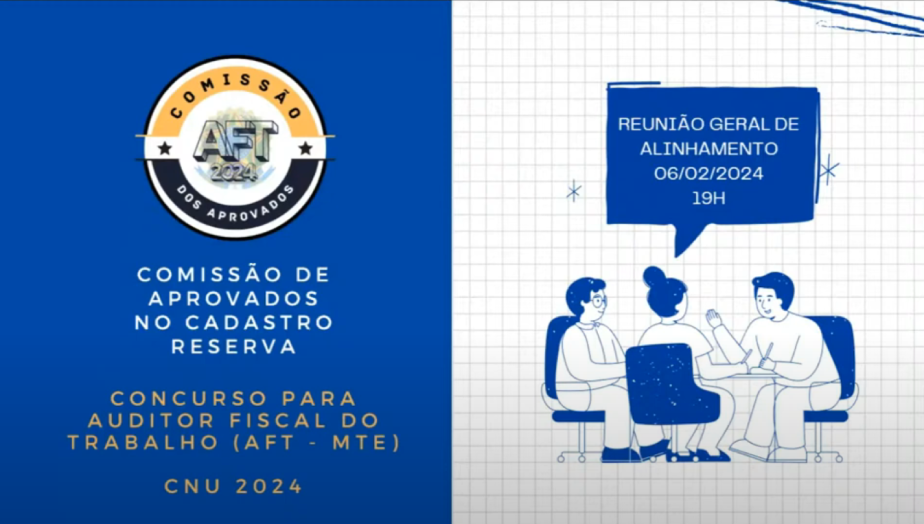 COMISSÃO
AFT
2024
DOS APROVADOS
COMISSÃO DE
APROVADOS
NO CADASTRO
RESERVA
CONCURSO PARA
AUDITOR FISCAL DO
TRABALHO (AFT - MTE)
CNU 2024
REUNIÃO GERAL DE
ALINHAMENTO
06/02/2024
19H